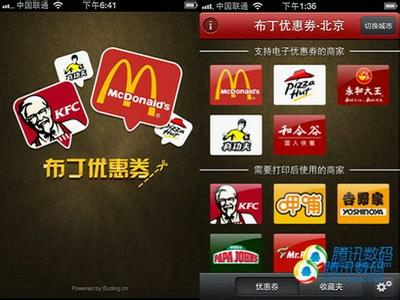 中国联通
下午6:41
真功夫
McDonald's
KFC
Pizza Hut
布丁优惠券
Powered by Buding.cn
中国联通
下午1:36
布丁优惠券·北京
切换城市
支持电子优惠券的商家
McDonald's
Pizza Hut
永和大王
真功夫
和合谷
国人快餐
需要打印后使用的商家
KFC
呷哺
吉野家
YOSHINOYA
PAPA JOHN'S
Mr.
腾讯数码
优惠券
收藏夹